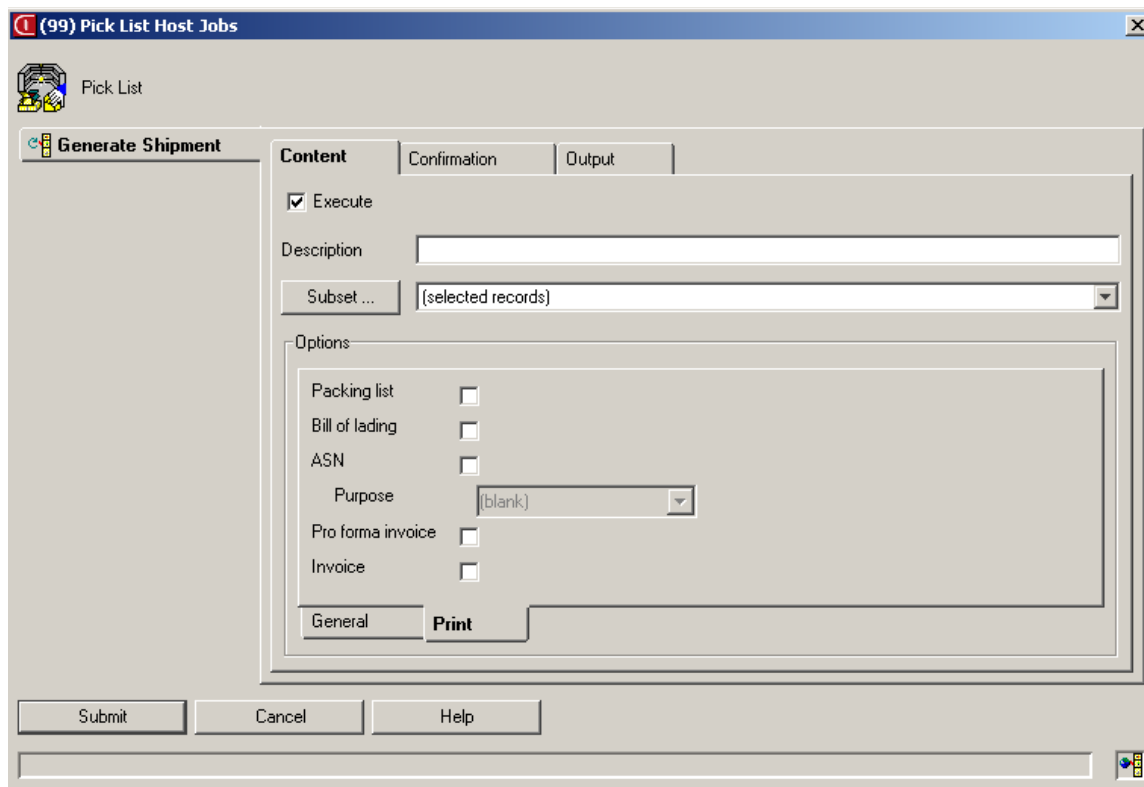 (99) Pick List Host Jobs
Pick List
Generate Shipment
Content Confirmation Output
Execute
Description
Subset ... (selected records)
Options
Packing list
Bill of lading
ASN
Purpose (blank)
Pro forma invoice
Invoice
General Print
Submit Cancel Help